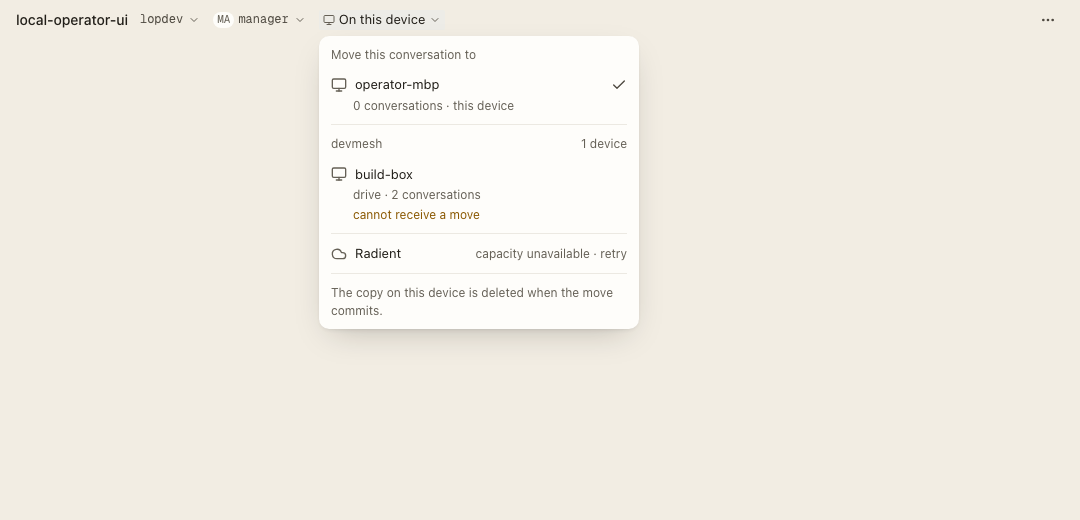 local-operator-ui lopdev MA manager On this device
Move this conversation to
operator-mbp
0 conversations · this device
devmesh 1 device
build-box
drive · 2 conversations
cannot receive a move
Radient capacity unavailable · retry
The copy on this device is deleted when the move
commits.